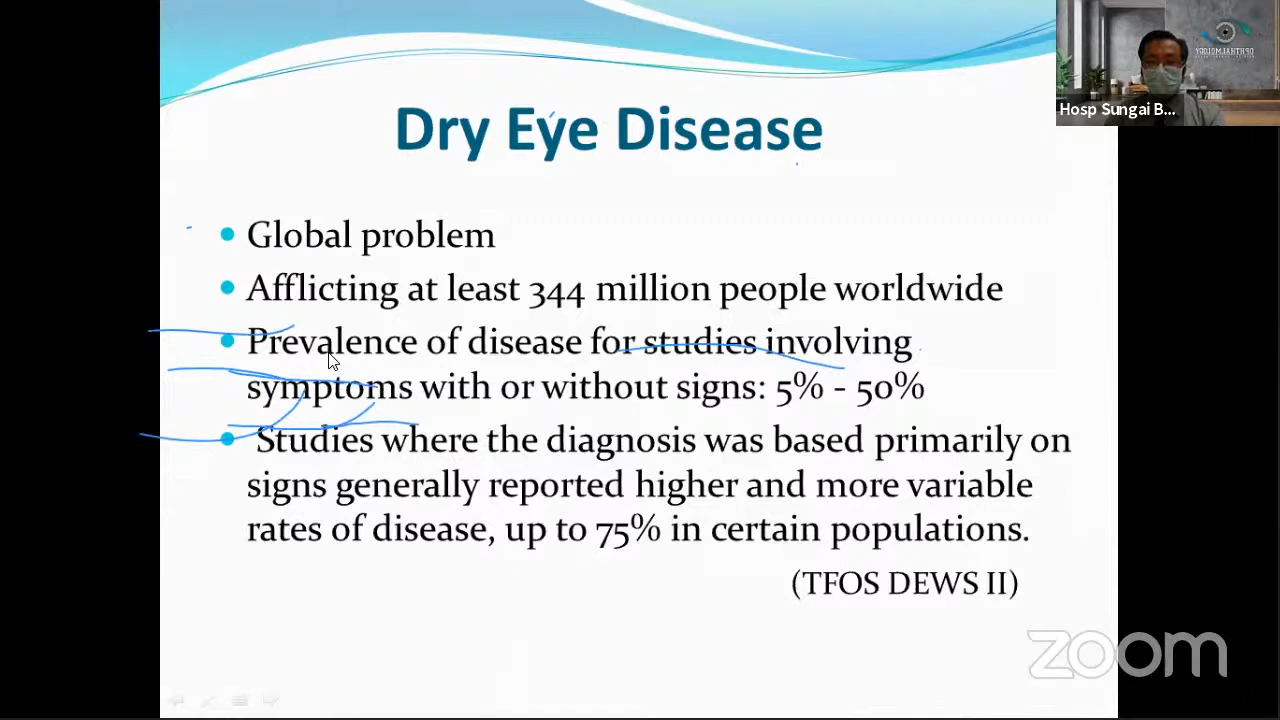 OPHTHALMOLOGY
Hosp Sungai B...
Dry Eye Disease
Global problem
Afflicting at least 344 million people worldwide
Prevalence of disease for studies involving
symptoms with or without signs: 5% - 50%
Studies where the diagnosis was based primarily on
signs generally reported higher and more variable
rates of disease, up to 75% in certain populations.
(TFOS DEWS II)
zoom